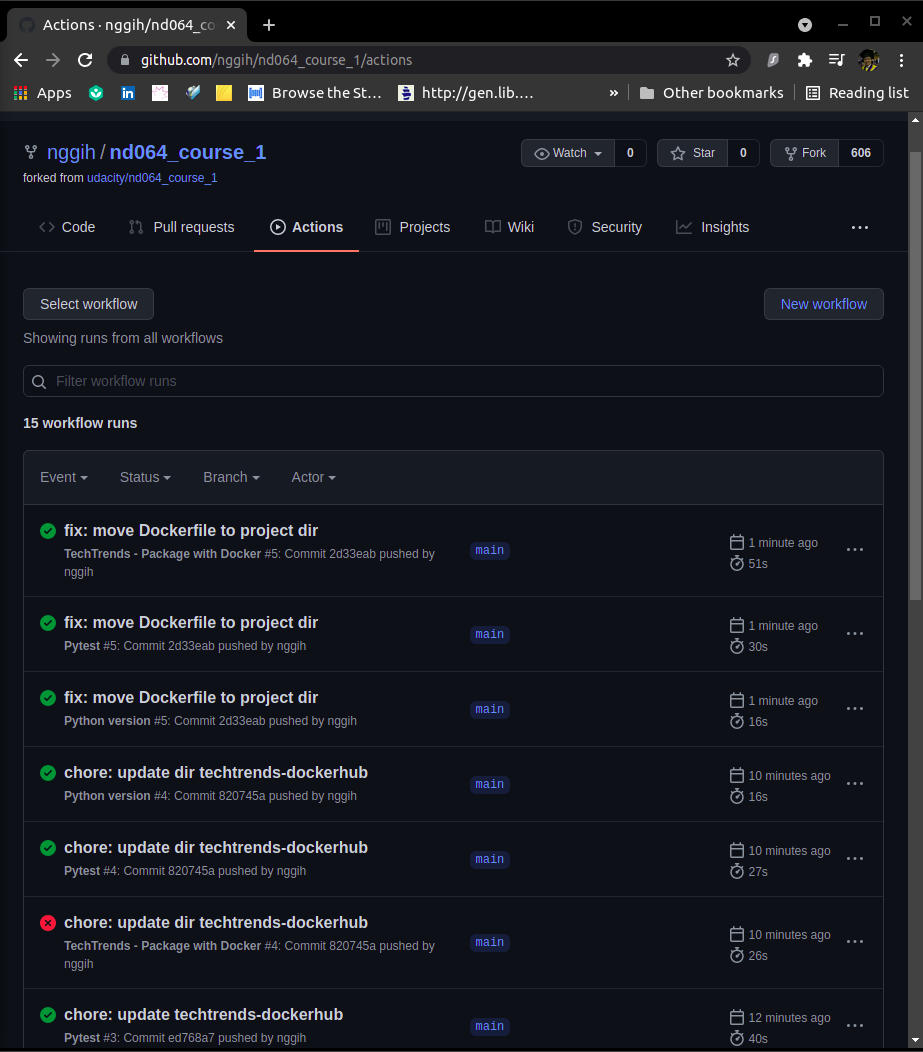 Actions · nggih/nd064_co
github.com/nggih/nd064_course_1/actions
Apps
Browse the St…
http://gen.lib.…
»
Other bookmarks
Reading list
nggih / nd064_course_1
Watch 0
Star 0
Fork 606
forked from udacity/nd064_course_1
Code
Pull requests
Actions
Projects
Wiki
Security
Insights
Select workflow
New workflow
Showing runs from all workflows
Filter workflow runs
15 workflow runs
Event
Status
Branch
Actor
fix: move Dockerfile to project dir
TechTrends - Package with Docker #5: Commit 2d33eab pushed by
nggih
main
1 minute ago
51s
fix: move Dockerfile to project dir
Pytest #5: Commit 2d33eab pushed by nggih
main
1 minute ago
30s
fix: move Dockerfile to project dir
Python version #5: Commit 2d33eab pushed by nggih
main
1 minute ago
16s
chore: update dir techtrends-dockerhub
Python version #4: Commit 820745a pushed by nggih
main
10 minutes ago
16s
chore: update dir techtrends-dockerhub
Pytest #4: Commit 820745a pushed by nggih
main
10 minutes ago
27s
chore: update dir techtrends-dockerhub
TechTrends - Package with Docker #4: Commit 820745a pushed by
nggih
main
10 minutes ago
26s
chore: update techtrends-dockerhub
Pytest #3: Commit ed768a7 pushed by nggih
main
12 minutes ago
40s